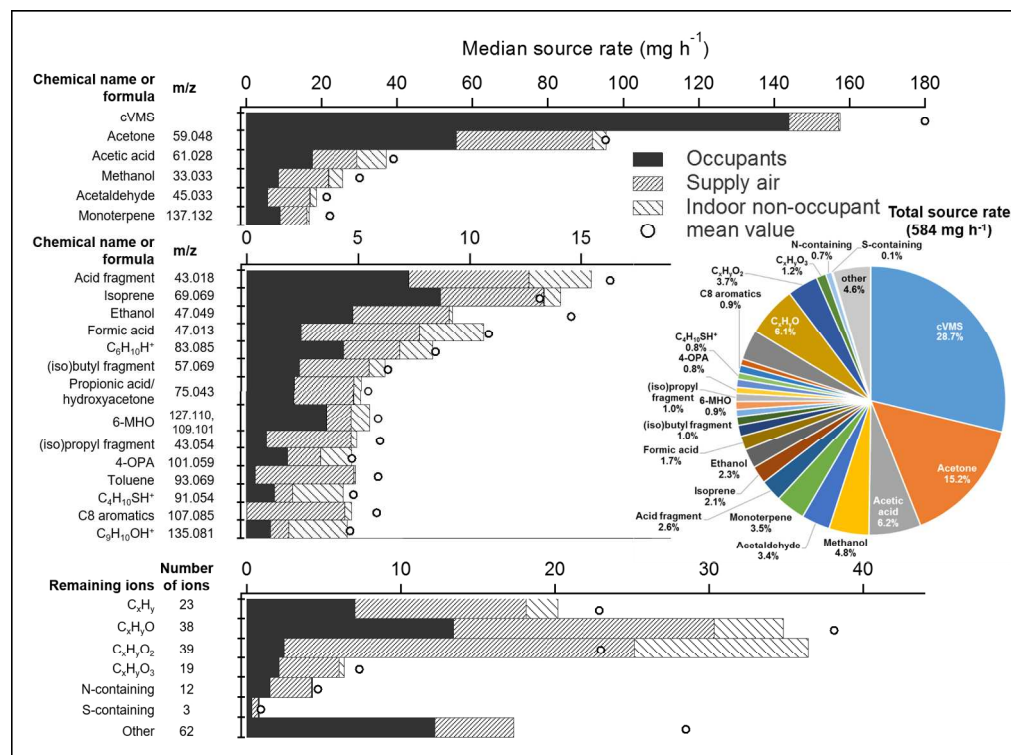 Median source rate (mg h⁻¹)
Chemical name or formula m/z
0 20 40 60 80 100 120 140 160 180
cVMS
Acetone 59.048
Acetic acid 61.028
Methanol 33.033
Acetaldehyde 45.033
Monoterpene 137.132
Occupants
Supply air
Indoor non-occupant
mean value
Chemical name or formula m/z
0 5 10 15
Acid fragment 43.018
Isoprene 69.069
Ethanol 47.049
Formic acid 47.013
C₆H₁₀H⁺ 83.085
(iso)butyl fragment 57.069
Propionic acid/
hydroxyacetone 75.043
6-MHO 127.110,
109.101
(iso)propyl fragment 43.054
4-OPA 101.059
Toluene 93.069
C₄H₁₀SH⁺ 91.054
C8 aromatics 107.085
C₉H₁₀OH⁺ 135.081
Total source rate
(584 mg h⁻¹)
N-containing
0.7%
S-containing
0.1%
CₓHᵧO₃
1.2%
CₓHᵧO₂
3.7%
other
4.6%
C8 aromatics
0.9%
CₓHᵧO
6.1%
cVMS
28.7%
C₄H₁₀SH⁺
0.8%
4-OPA
0.8%
(iso)propyl
fragment
1.0%
6-MHO
0.9%
(iso)butyl fragment
1.0%
Formic acid
1.7%
Ethanol
2.3%
Isoprene
2.1%
Acid fragment
2.6%
Monoterpene
3.5%
Acetaldehyde
3.4%
Methanol
4.8%
Acetic
acid
6.2%
Acetone
15.2%
Remaining ions Number of ions
0 10 20 30 40
CₓHᵧ 23
CₓHᵧO 38
CₓHᵧO₂ 39
CₓHᵧO₃ 19
N-containing 12
S-containing 3
Other 62